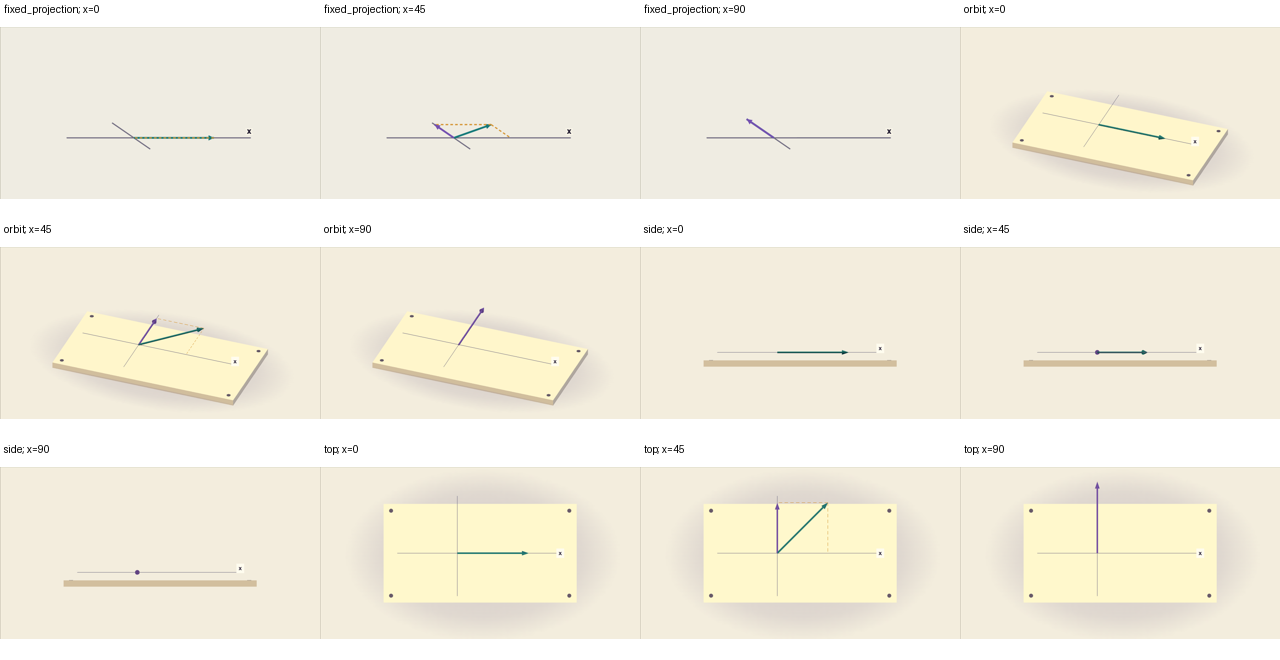 fixed_projection; x=0
fixed_projection; x=45
fixed_projection; x=90
orbit; x=0
x
x
x
x
orbit; x=45
orbit; x=90
side; x=0
side; x=45
x
x
x
x
side; x=90
top; x=0
top; x=45
top; x=90
x
x
x
x